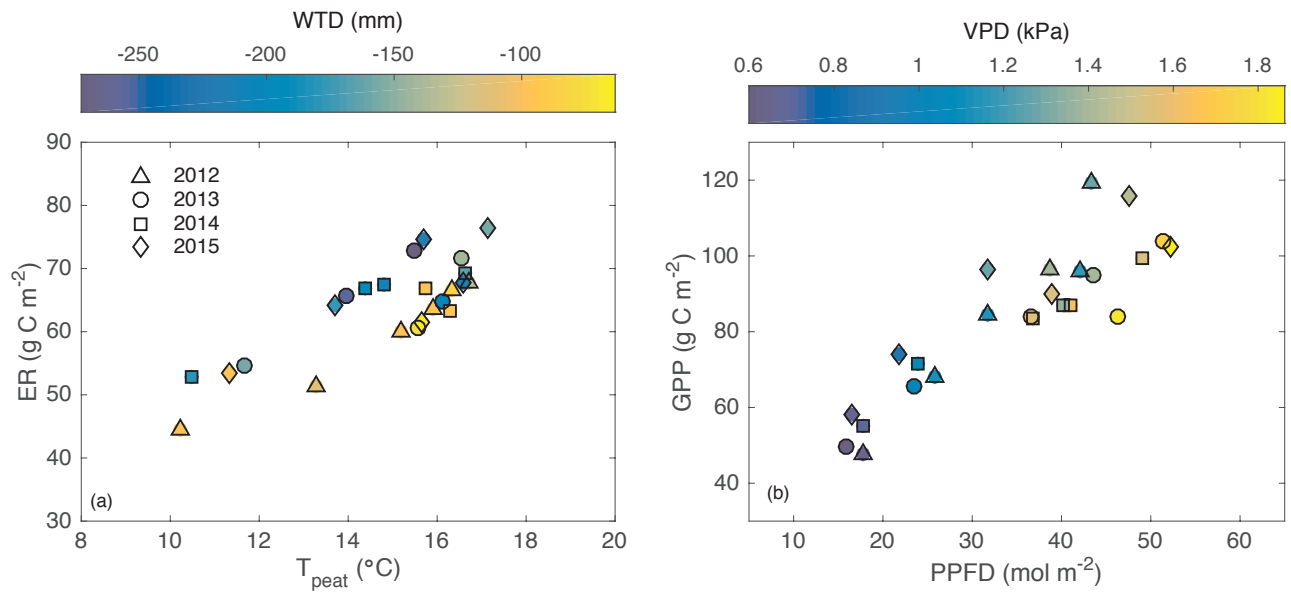 WTD (mm)
-250 -200 -150 -100
90
80
70
60
50
40
30
ER (g C m⁻²)
2012
2013
2014
2015
(a)
8 10 12 14 16 18 20
T_peat (°C)
VPD (kPa)
0.6 0.8 1 1.2 1.4 1.6 1.8
120
100
80
60
40
GPP (g C m⁻²)
(b)
10 20 30 40 50 60
PPFD (mol m⁻²)